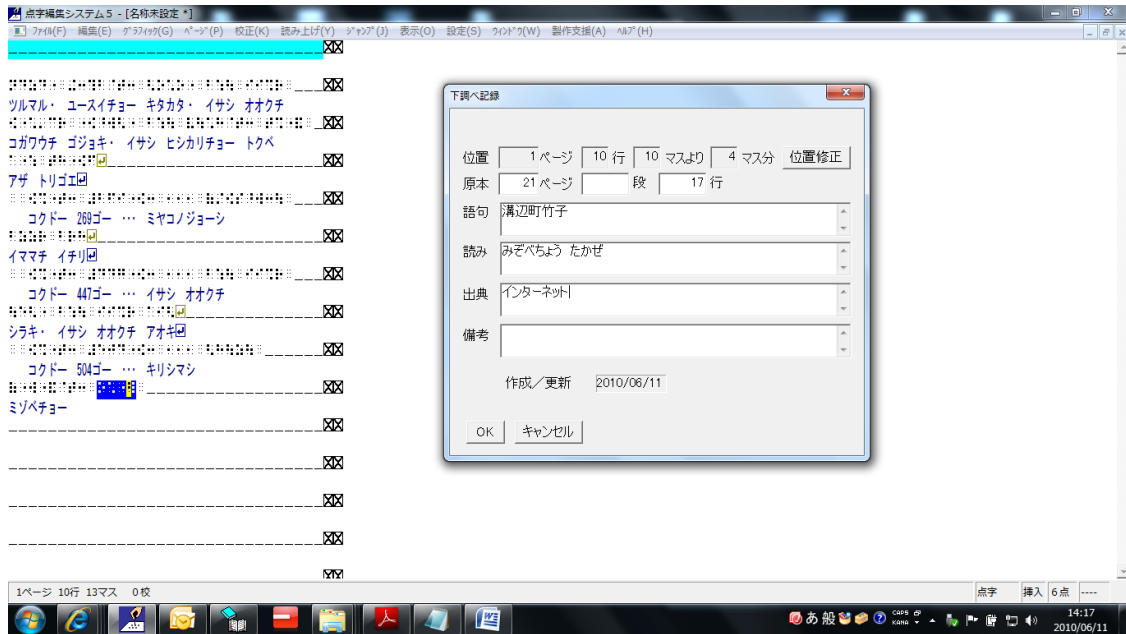 点字編集システム５ - [名称未設定 *]
ﾌｧｲﾙ(F) 編集(E) ｸﾞﾗﾌｨｯｸ(G) ﾍﾟｰｼﾞ(P) 校正(K) 読み上げ(Y) ｼﾞｬﾝﾌﾟ(J) 表示(O) 設定(S) ｳｨﾝﾄﾞｳ(W) 製作支援(A) ﾍﾙﾌﾟ(H)
ツルマル・ ユースイチョー キタカタ・ イサシ オオクチ
コガワウチ ゴジョキ・ イサシ ヒシカリチョー トクベ
アザ トリゴエ
コクドー 269ゴー … ミヤコノジョーシ
イママチ イチリ
コクドー 447ゴー … イサシ オオクチ
シラキ・ イサシ オオクチ アオキ
コクドー 504ゴー … キリシマシ
ミゾベチョー
下調べ記録
位置 1 ページ 10 行 10 マスより 4 マス分 位置修正
原本 21 ページ 段 17 行
語句 溝辺町竹子
読み みぞべちょう たかぜ
出典 インターネット
備考
作成／更新 2010/06/11
OK キャンセル
1ページ 10行 13マス 0校
点字 挿入 6点 ----
あ 般 CAPS KANA 14:17
2010/06/11